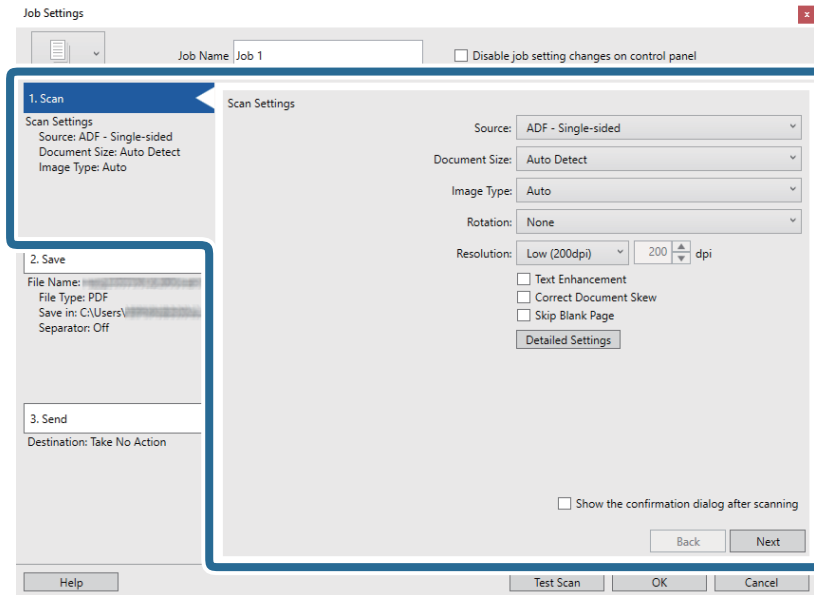 Job Settings
x
Job Name Job 1 Disable job setting changes on control panel
1. Scan
Scan Settings
Source: ADF - Single-sided
Document Size: Auto Detect
Image Type: Auto
2. Save
File Name:
File Type: PDF
Save in: C:\Users\
Separator: Off
3. Send
Destination: Take No Action
Scan Settings
Source: ADF - Single-sided
Document Size: Auto Detect
Image Type: Auto
Rotation: None
Resolution: Low (200dpi) 200 dpi
Text Enhancement
Correct Document Skew
Skip Blank Page
Detailed Settings
Show the confirmation dialog after scanning
Back Next
Help Test Scan OK Cancel